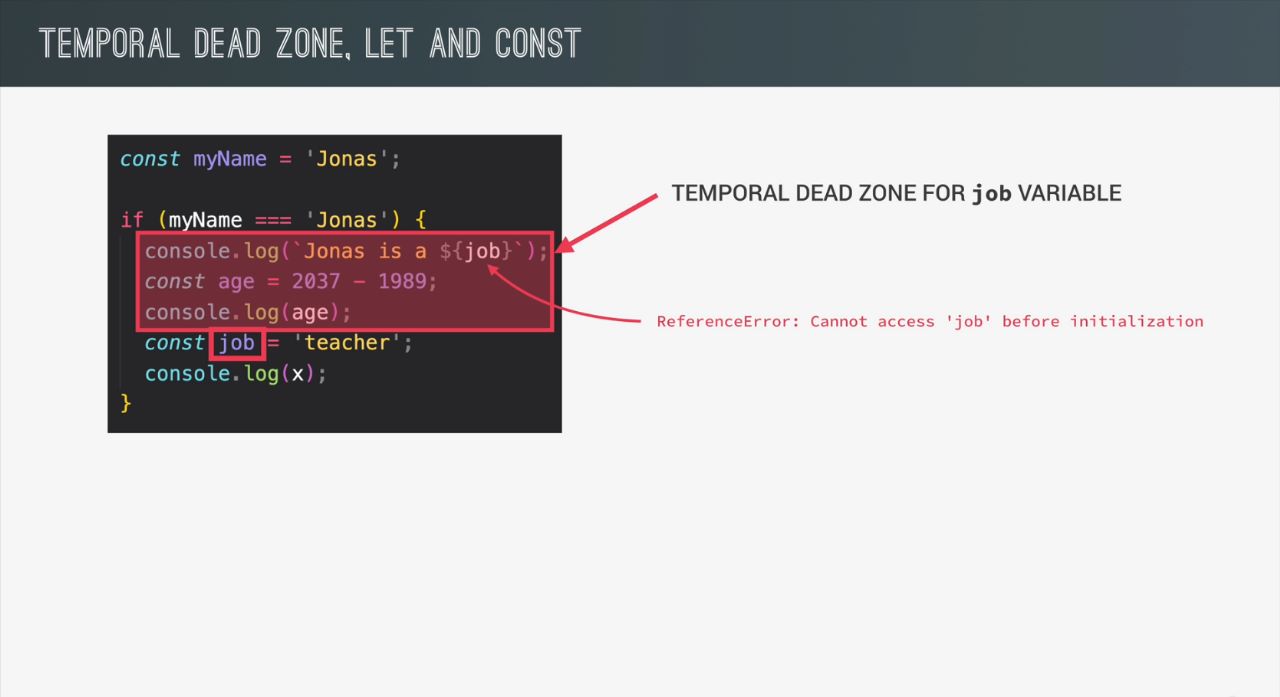 TEMPORAL DEAD ZONE, LET AND CONST
const myName = 'Jonas';
if (myName === 'Jonas') {
console.log(`Jonas is a ${job}`);
const age = 2037 - 1989;
console.log(age);
const job = 'teacher';
console.log(x);
}
TEMPORAL DEAD ZONE FOR job VARIABLE
ReferenceError: Cannot access 'job' before initialization